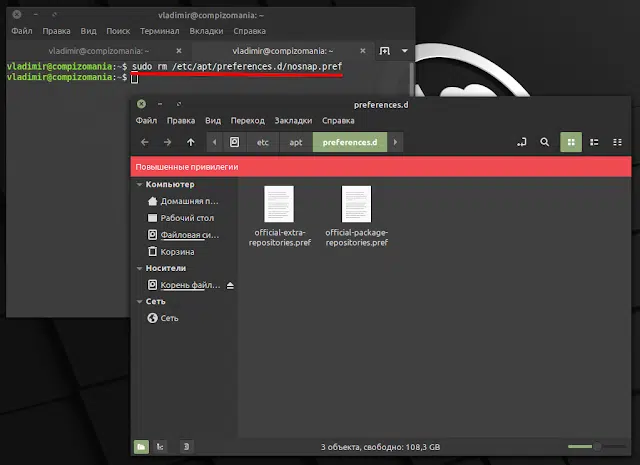 vladimir@compizomania: ~
Файл Правка Вид Поиск Терминал Вкладки Справка
vladimir@compizomania: ~ vladimir@compizomania: ~
vladimir@compizomania:~$ sudo rm /etc/apt/preferences.d/nosnap.pref
vladimir@compizomania:~$
preferences.d
Файл Правка Вид Переход Закладки Справка
etc apt preferences.d
Повышенные привилегии
Компьютер
Домашняя п...
Рабочий стол
Файловая си...
Корзина
Носители
Корень файл...
Сеть
Сеть
official-extra-
repositories.pref
official-package-
repositories.pref
3 объекта, свободно: 108,3 GB